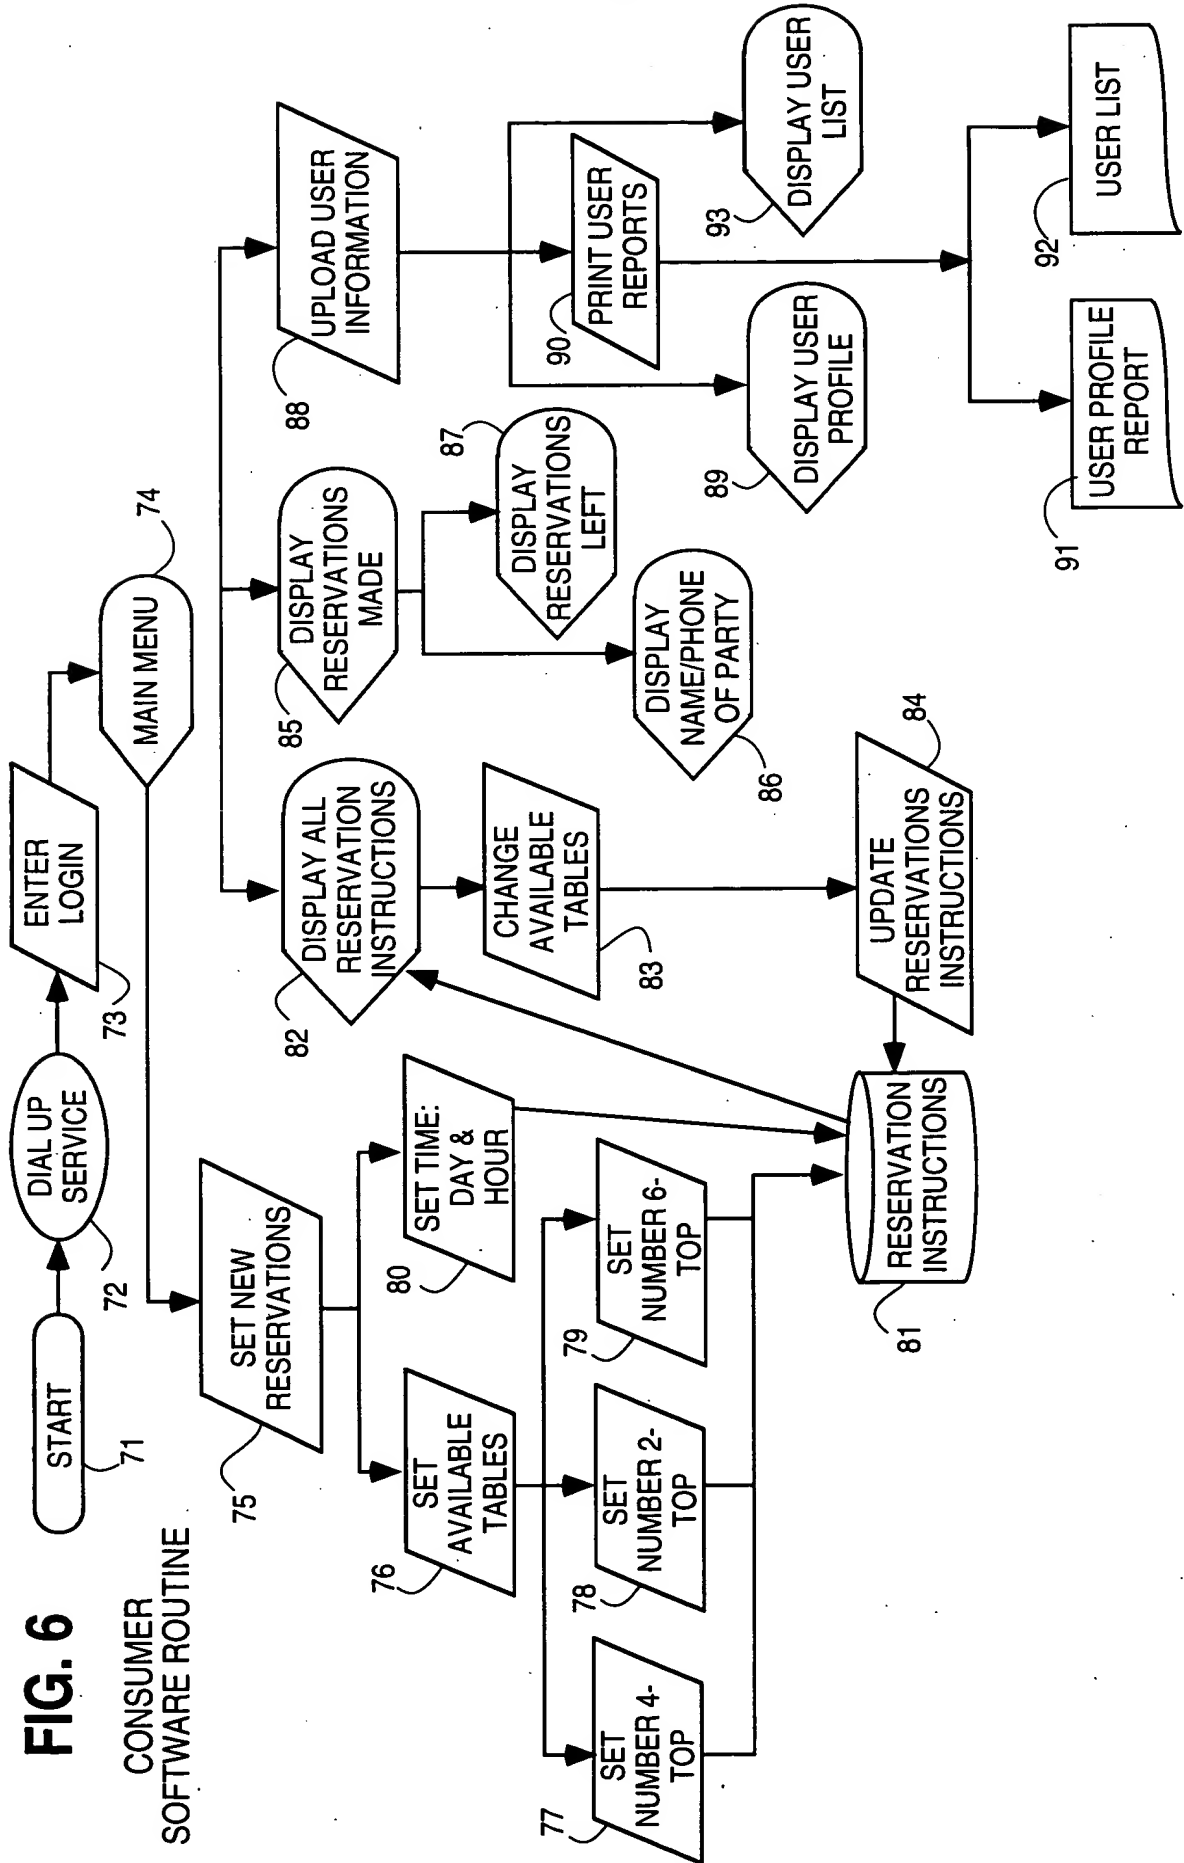 FIG. 6
CONSUMER
SOFTWARE ROUTINE
START
71
DIAL UP
SERVICE
72
ENTER
LOGIN
73
MAIN MENU
74
SET NEW
RESERVATIONS
75
SET
AVAILABLE
TABLES
76
SET TIME:
DAY &
HOUR
80
SET
NUMBER 4-
TOP
77
SET
NUMBER 2-
TOP
78
SET
NUMBER 6-
TOP
79
RESERVATION
INSTRUCTIONS
81
DISPLAY ALL
RESERVATION
INSTRUCTIONS
82
CHANGE
AVAILABLE
TABLES
83
UPDATE
RESERVATIONS
INSTRUCTIONS
84
DISPLAY
RESERVATIONS
MADE
85
DISPLAY
NAME/PHONE
OF PARTY
86
DISPLAY
RESERVATIONS
LEFT
87
UPLOAD USER
INFORMATION
88
DISPLAY USER
PROFILE
89
PRINT USER
REPORTS
90
DISPLAY USER
LIST
93
USER PROFILE
REPORT
91
USER LIST
92